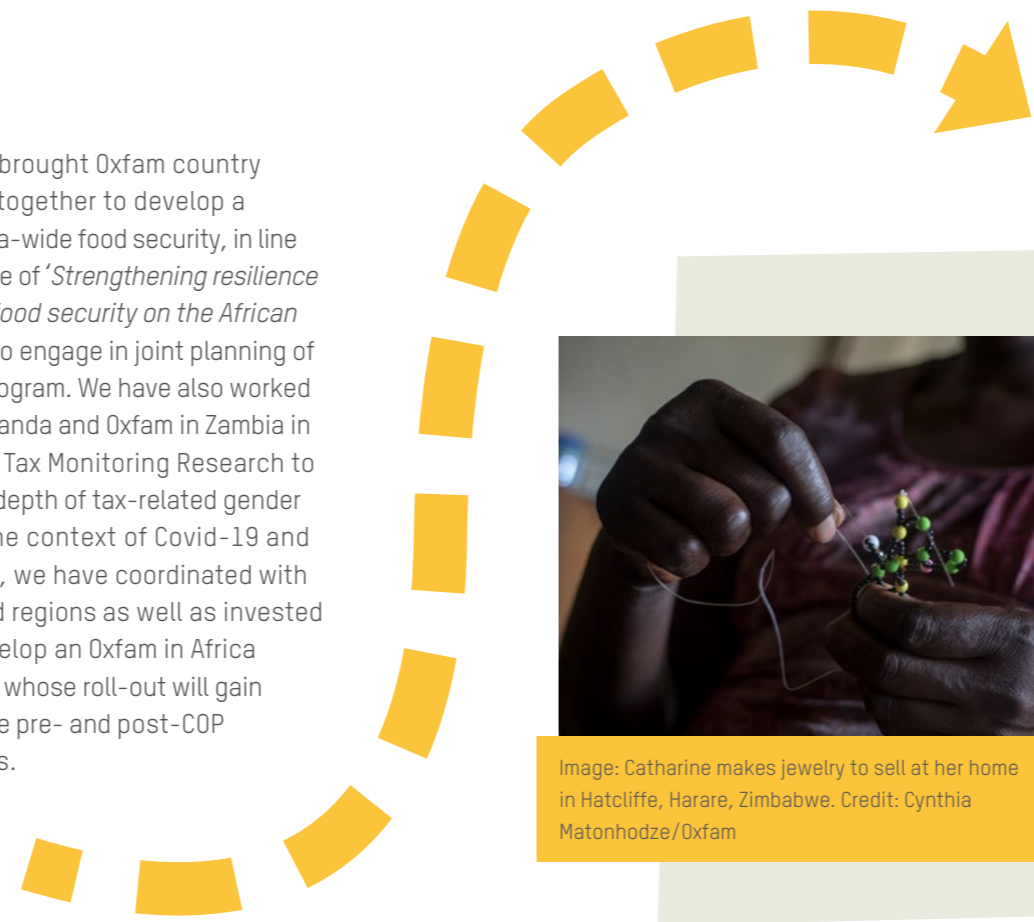 brought Oxfam country
together to develop a
a-wide food security, in line
e of ‘Strengthening resilience
ood security on the African
o engage in joint planning of
ogram. We have also worked
anda and Oxfam in Zambia in
Tax Monitoring Research to
depth of tax-related gender
he context of Covid-19 and
, we have coordinated with
d regions as well as invested
elop an Oxfam in Africa
whose roll-out will gain
e pre- and post-COP
s.
Image: Catharine makes jewelry to sell at her home
in Hatcliffe, Harare, Zimbabwe. Credit: Cynthia
Matonhodze/Oxfam